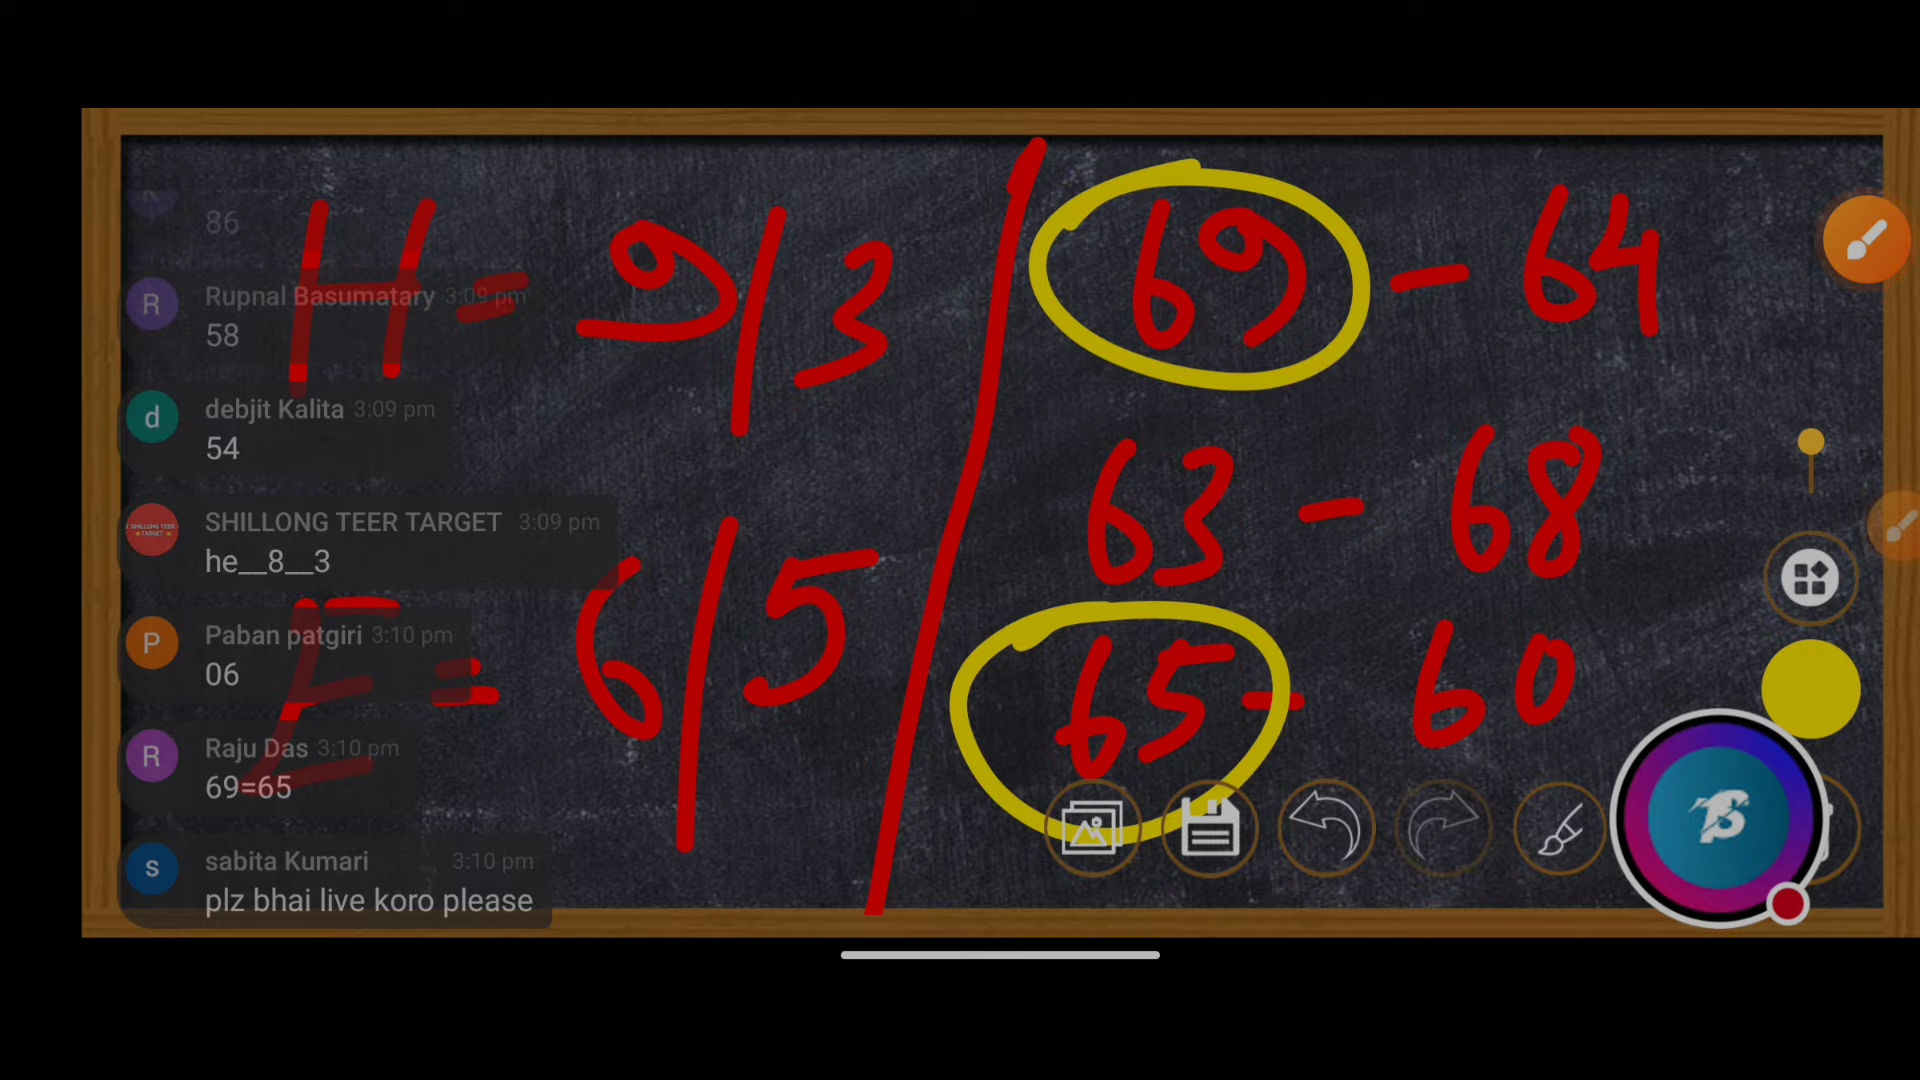 86
Rupnal Basumatary 3:09 pm
58
debjit Kalita 3:09 pm
54
SHILLONG TEER TARGET 3:09 pm
he__8__3
Paban patgiri 3:10 pm
06
Raju Das 3:10 pm
69=65
sabita Kumari 3:10 pm
plz bhai live koro please
H = 9/3
E = 6/5
69 - 64
63 - 68
65 - 60